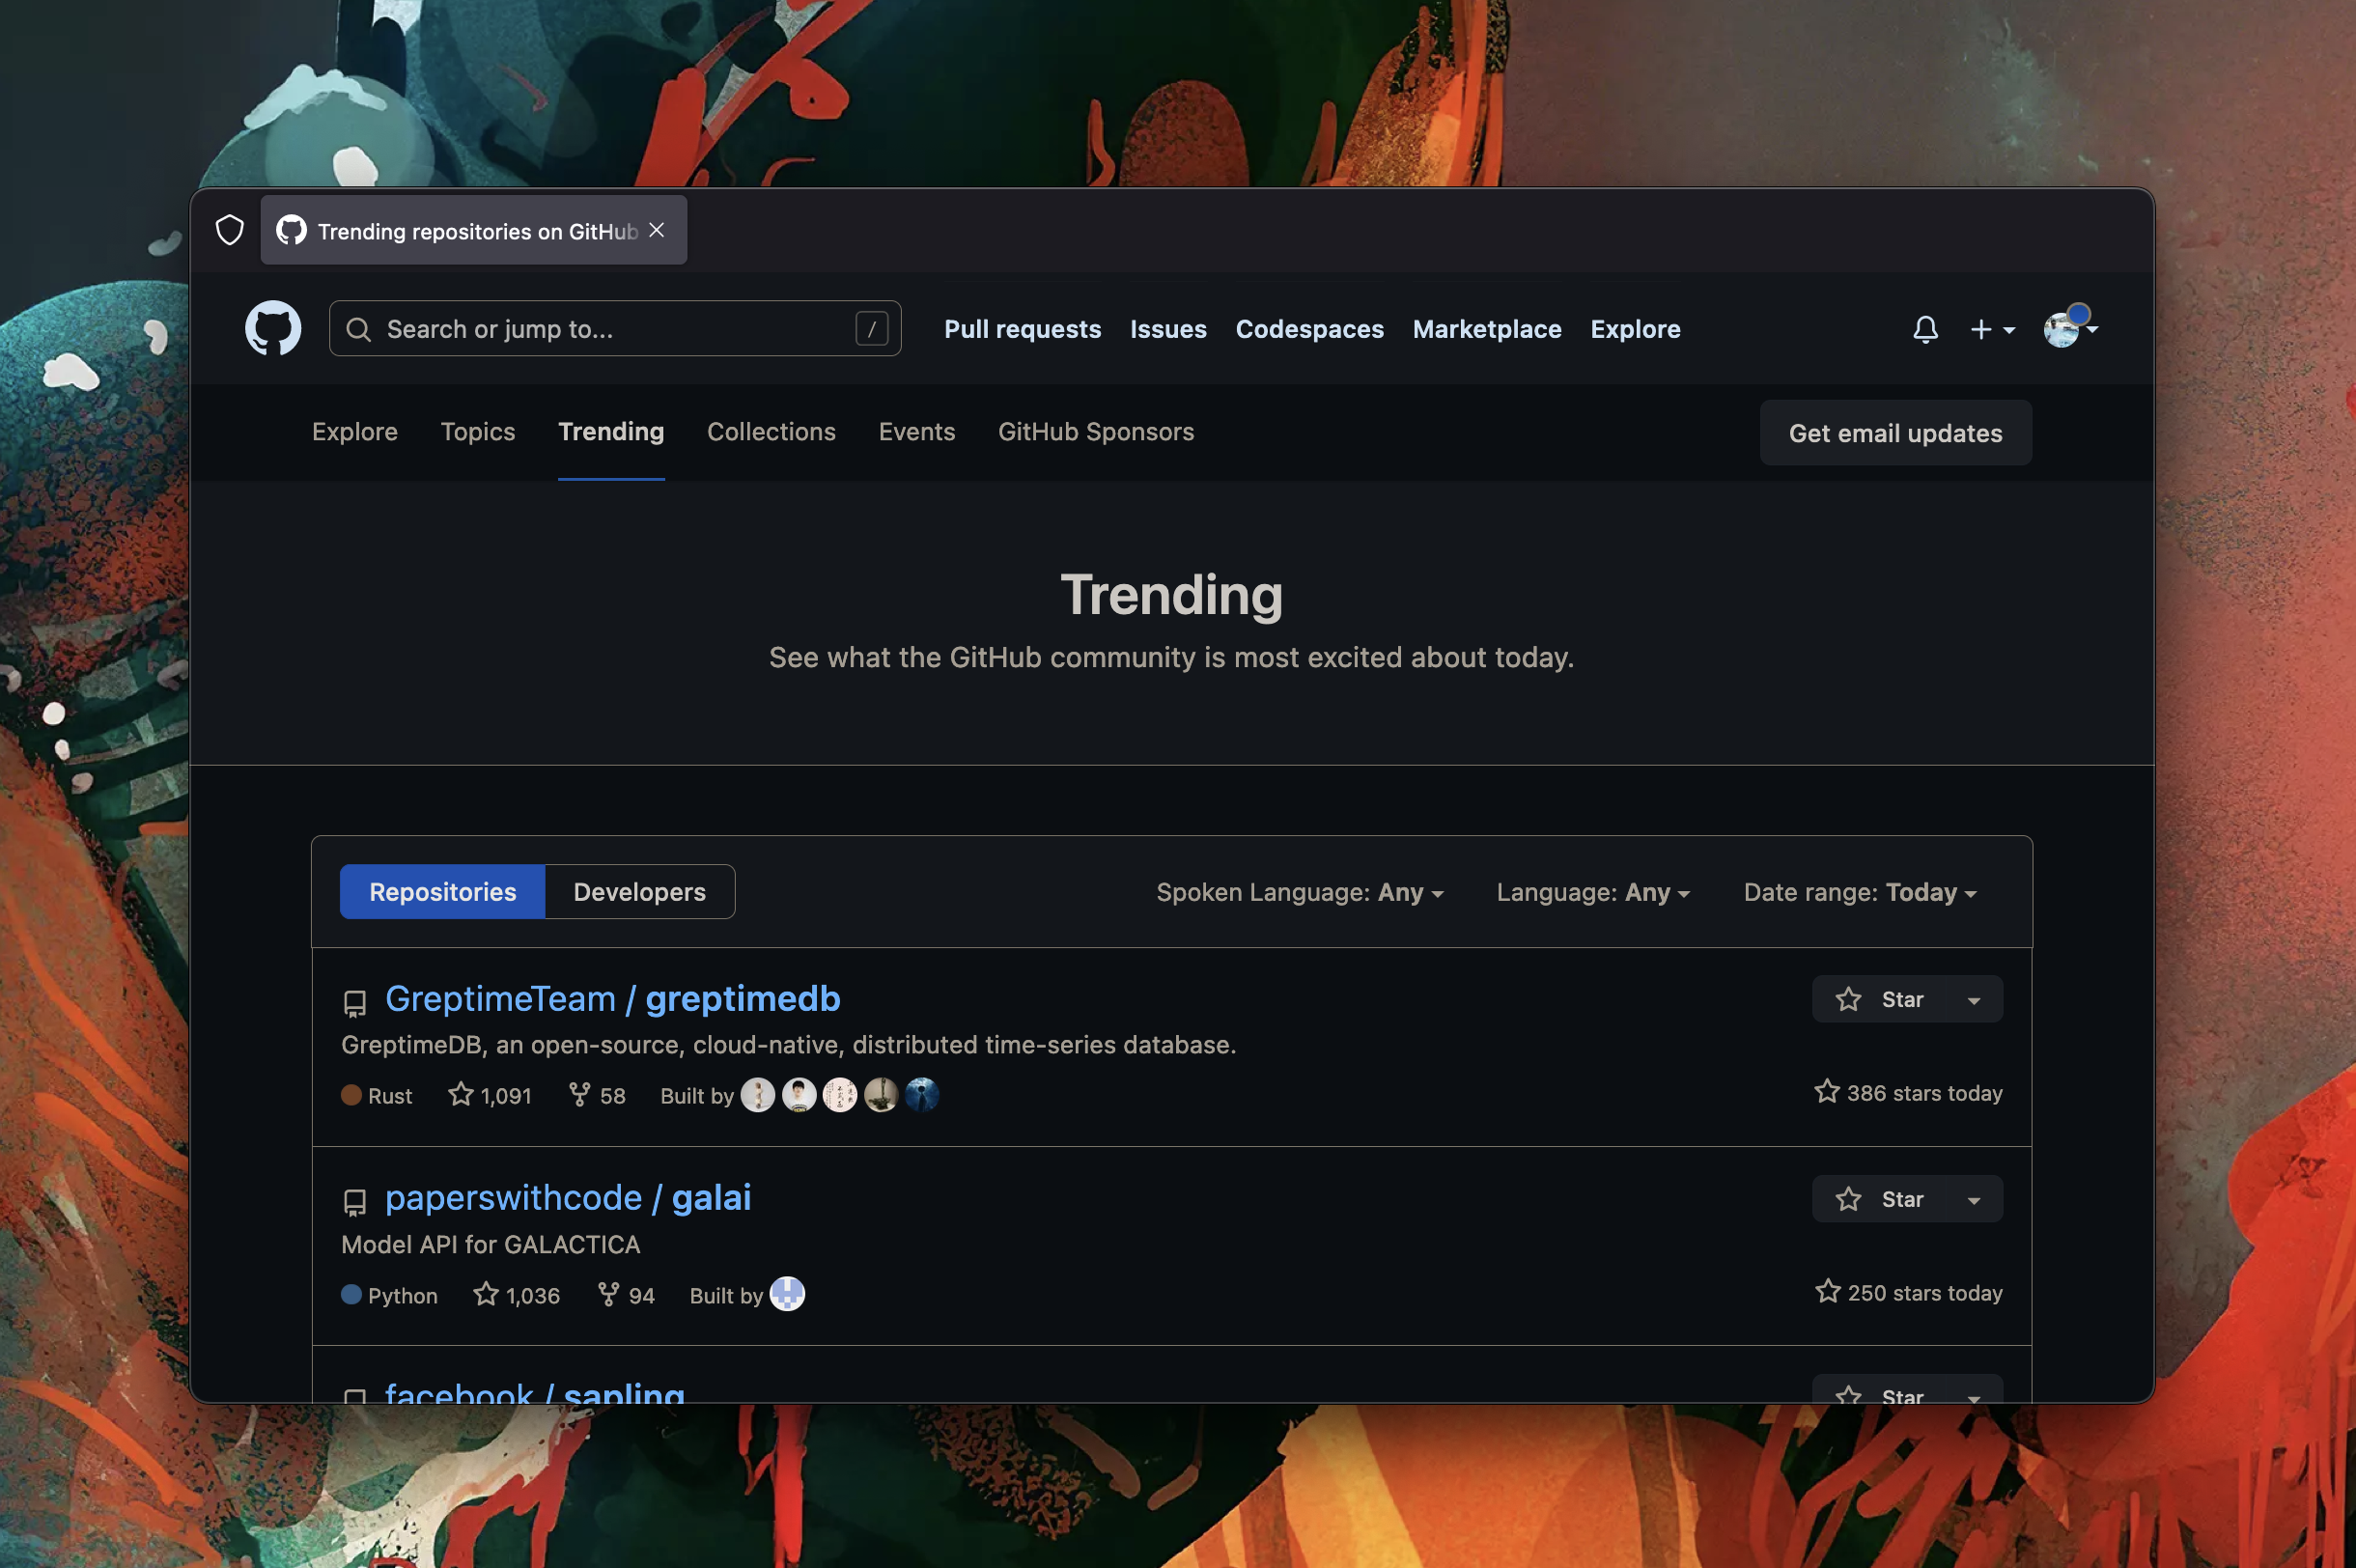 Trending repositories on GitHub
Search or jump to... /
Pull requests Issues Codespaces Marketplace Explore
Explore Topics Trending Collections Events GitHub Sponsors
Get email updates
Trending
See what the GitHub community is most excited about today.
Repositories Developers
Spoken Language: Any Language: Any Date range: Today
GreptimeTeam / greptimedb
Star
GreptimeDB, an open-source, cloud-native, distributed time-series database.
Rust 1,091 58 Built by
386 stars today
paperswithcode / galai
Star
Model API for GALACTICA
Python 1,036 94 Built by
250 stars today
facebook / sapling
Star